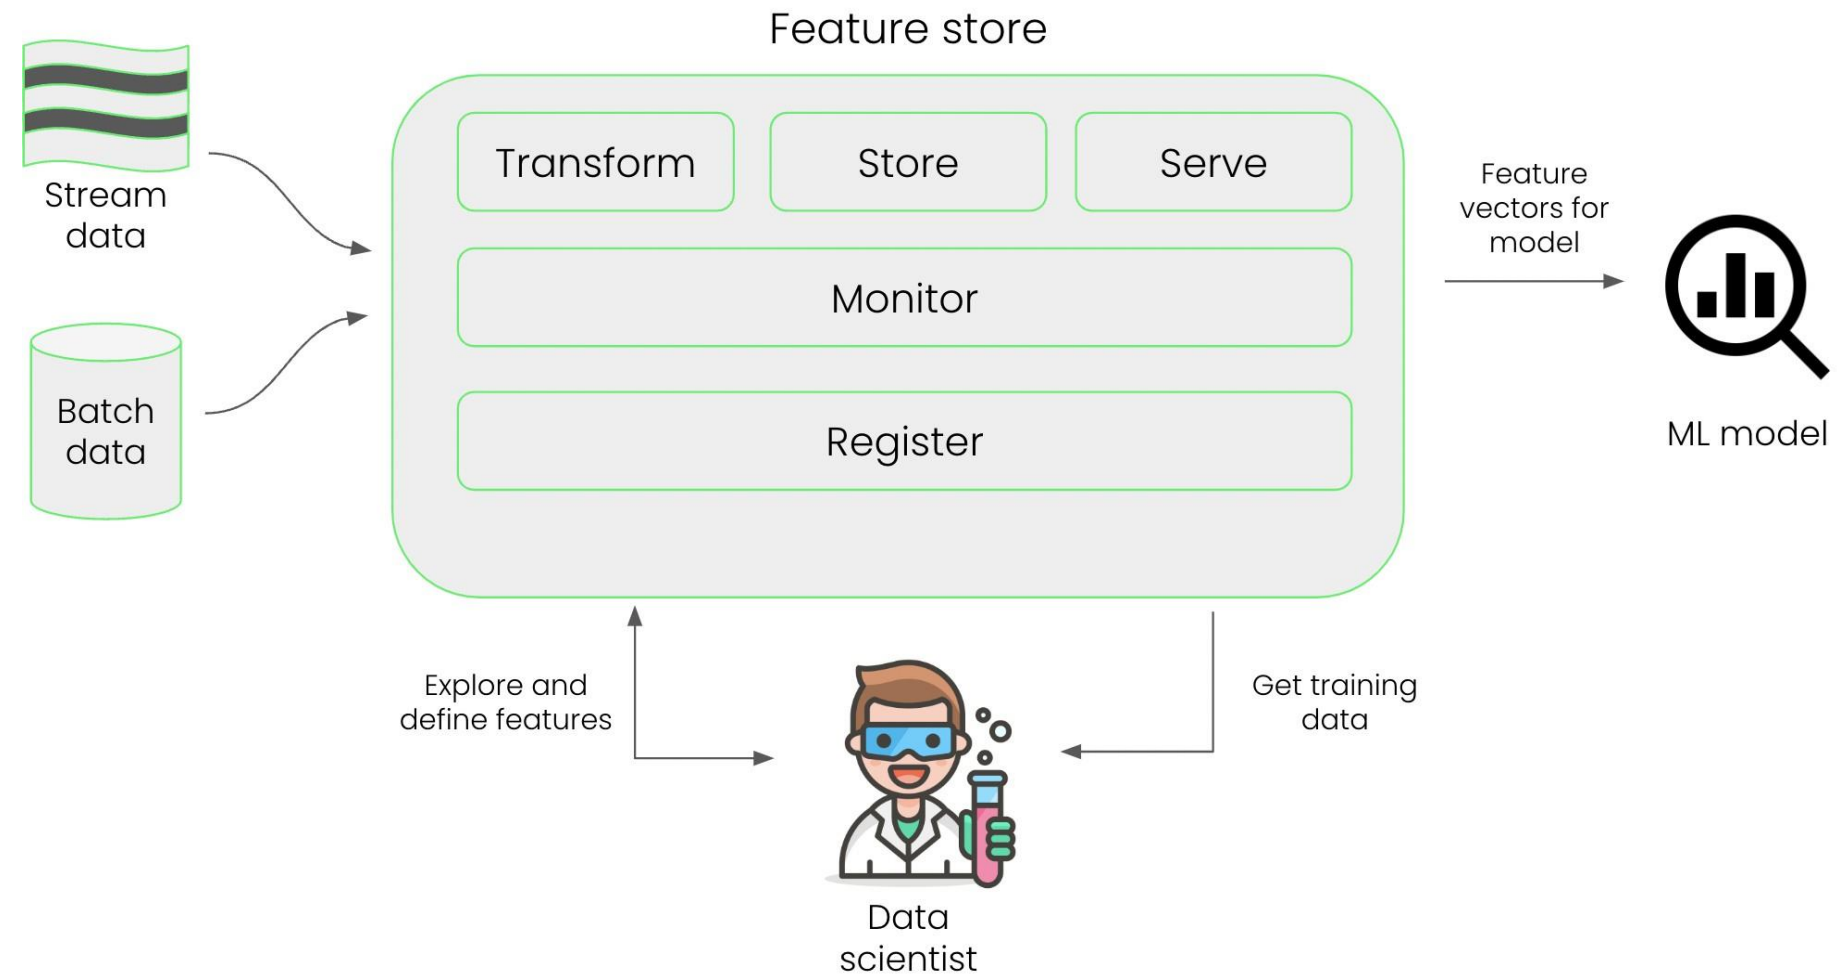 Feature store
Stream
data
Batch
data
Transform
Store
Serve
Monitor
Register
Feature
vectors for
model
ML model
Explore and
define features
Get training
data
Data
scientist